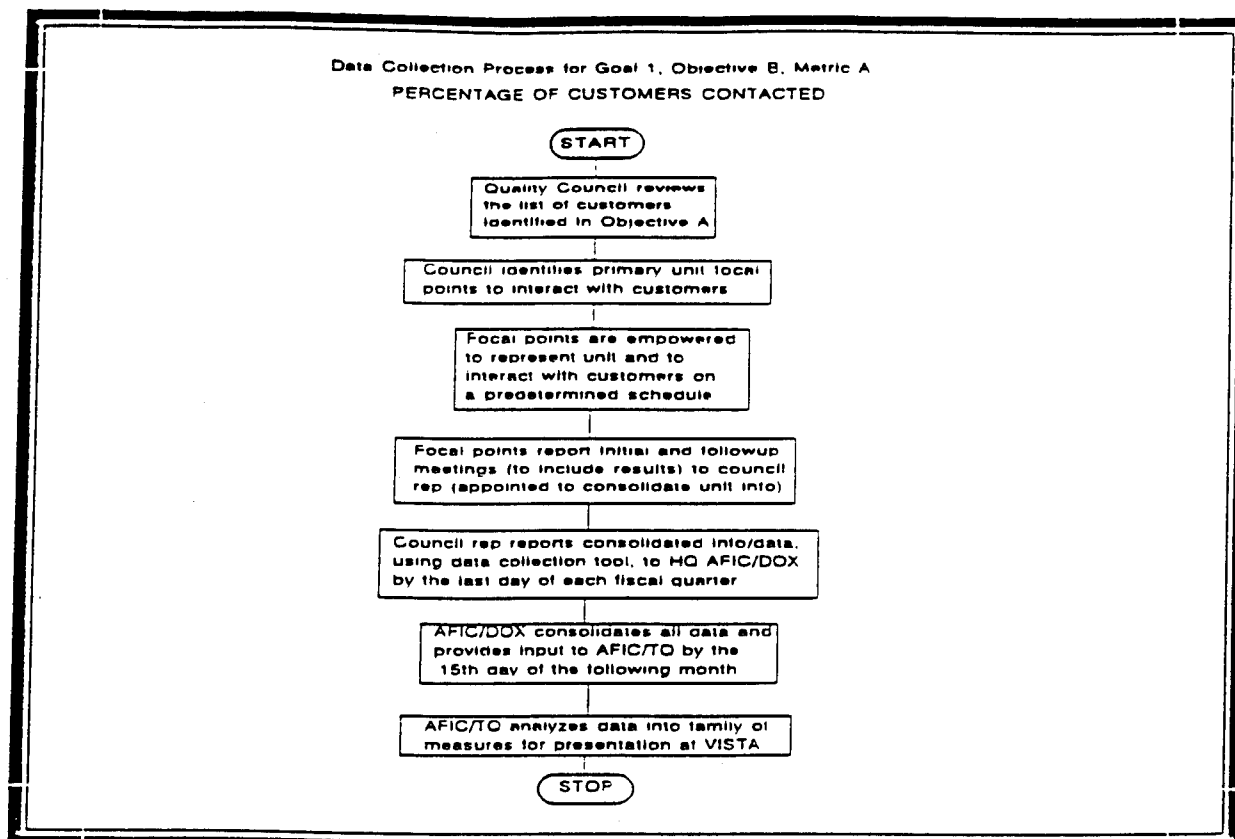 Data Collection Process for Goal 1, Objective B, Metric A
PERCENTAGE OF CUSTOMERS CONTACTED
START
Quality Council reviews
the list of customers
identified in Objective A
Council identifies primary unit focal
points to interact with customers
Focal points are empowered
to represent unit and to
interact with customers on
a predetermined schedule
Focal points report initial and followup
meetings (to include results) to council
rep (appointed to consolidate unit info)
Council rep reports consolidated info/data,
using data collection tool, to HQ AFIC/DOX
by the last day of each fiscal quarter
AFIC/DOX consolidates all data and
provides input to AFIC/TQ by the
15th day of the following month
AFIC/TQ analyzes data into family of
measures for presentation at VISTA
STOP